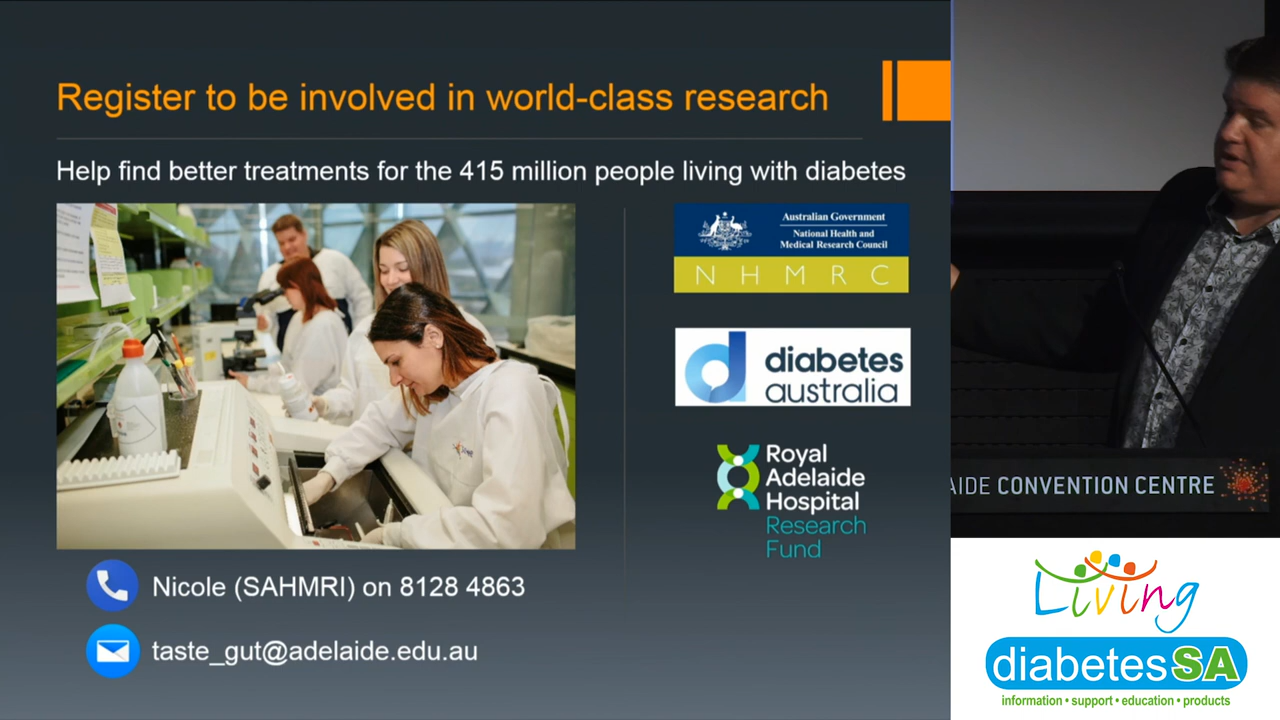 Register to be involved in world-class research
Help find better treatments for the 415 million people living with diabetes
Australian Government
National Health and
Medical Research Council
NHMRC
diabetes
australia
Royal
Adelaide
Hospital
Research
Fund
Nicole (SAHMRI) on 8128 4863
taste_gut@adelaide.edu.au
AIDE CONVENTION CENTRE
Living
diabetesSA
information • support • education • products